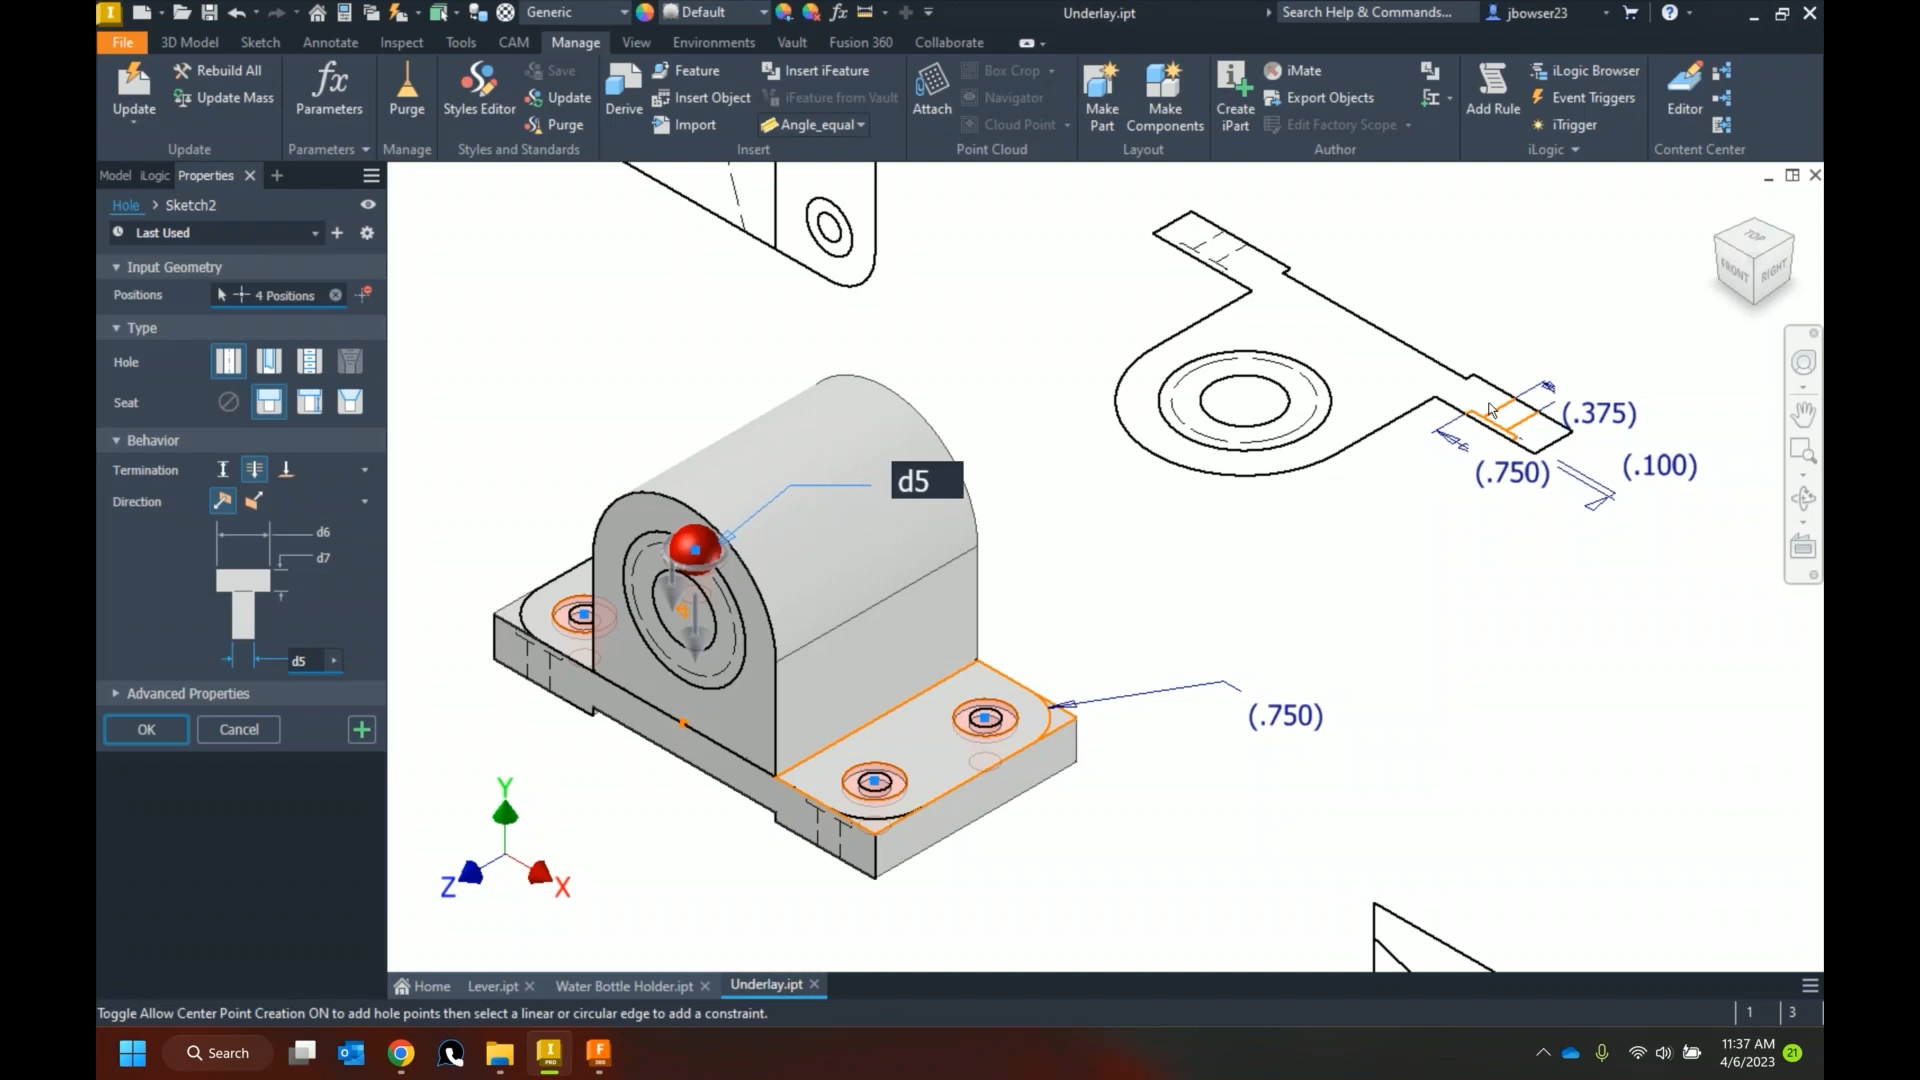 Generic
Default
fx
Underlay.ipt
Search Help & Commands...
jbowser23
File
3D Model
Sketch
Annotate
Inspect
Tools
CAM
Manage
View
Environments
Vault
Fusion 360
Collaborate
Update
Rebuild All
Update Mass
Update
fx
Parameters
Parameters
Purge
Manage
Styles Editor
Save
Update
Purge
Styles and Standards
Derive
Feature
Insert Object
Import
Insert iFeature
iFeature from Vault
Angle_equal
Insert
Attach
Box Crop
Navigator
Cloud Point
Point Cloud
Make Part
Make Components
Layout
Create iPart
iMate
Export Objects
Edit Factory Scope
Author
Add Rule
iLogic Browser
Event Triggers
iTrigger
iLogic
Editor
Content Center
Model
iLogic
Properties
Hole > Sketch2
Last Used
Input Geometry
Positions
4 Positions
Type
Hole
Seat
Behavior
Termination
Direction
d6
d7
d5
Advanced Properties
OK
Cancel
d5
(.750)
(.375)
(.750)
(.100)
TOP
FRONT
RIGHT
Y
Z
X
Home
Lever.ipt
Water Bottle Holder.ipt
Underlay.ipt
Toggle Allow Center Point Creation ON to add hole points then select a linear or circular edge to add a constraint.
1
3
Search
11:37 AM
4/6/2023
21